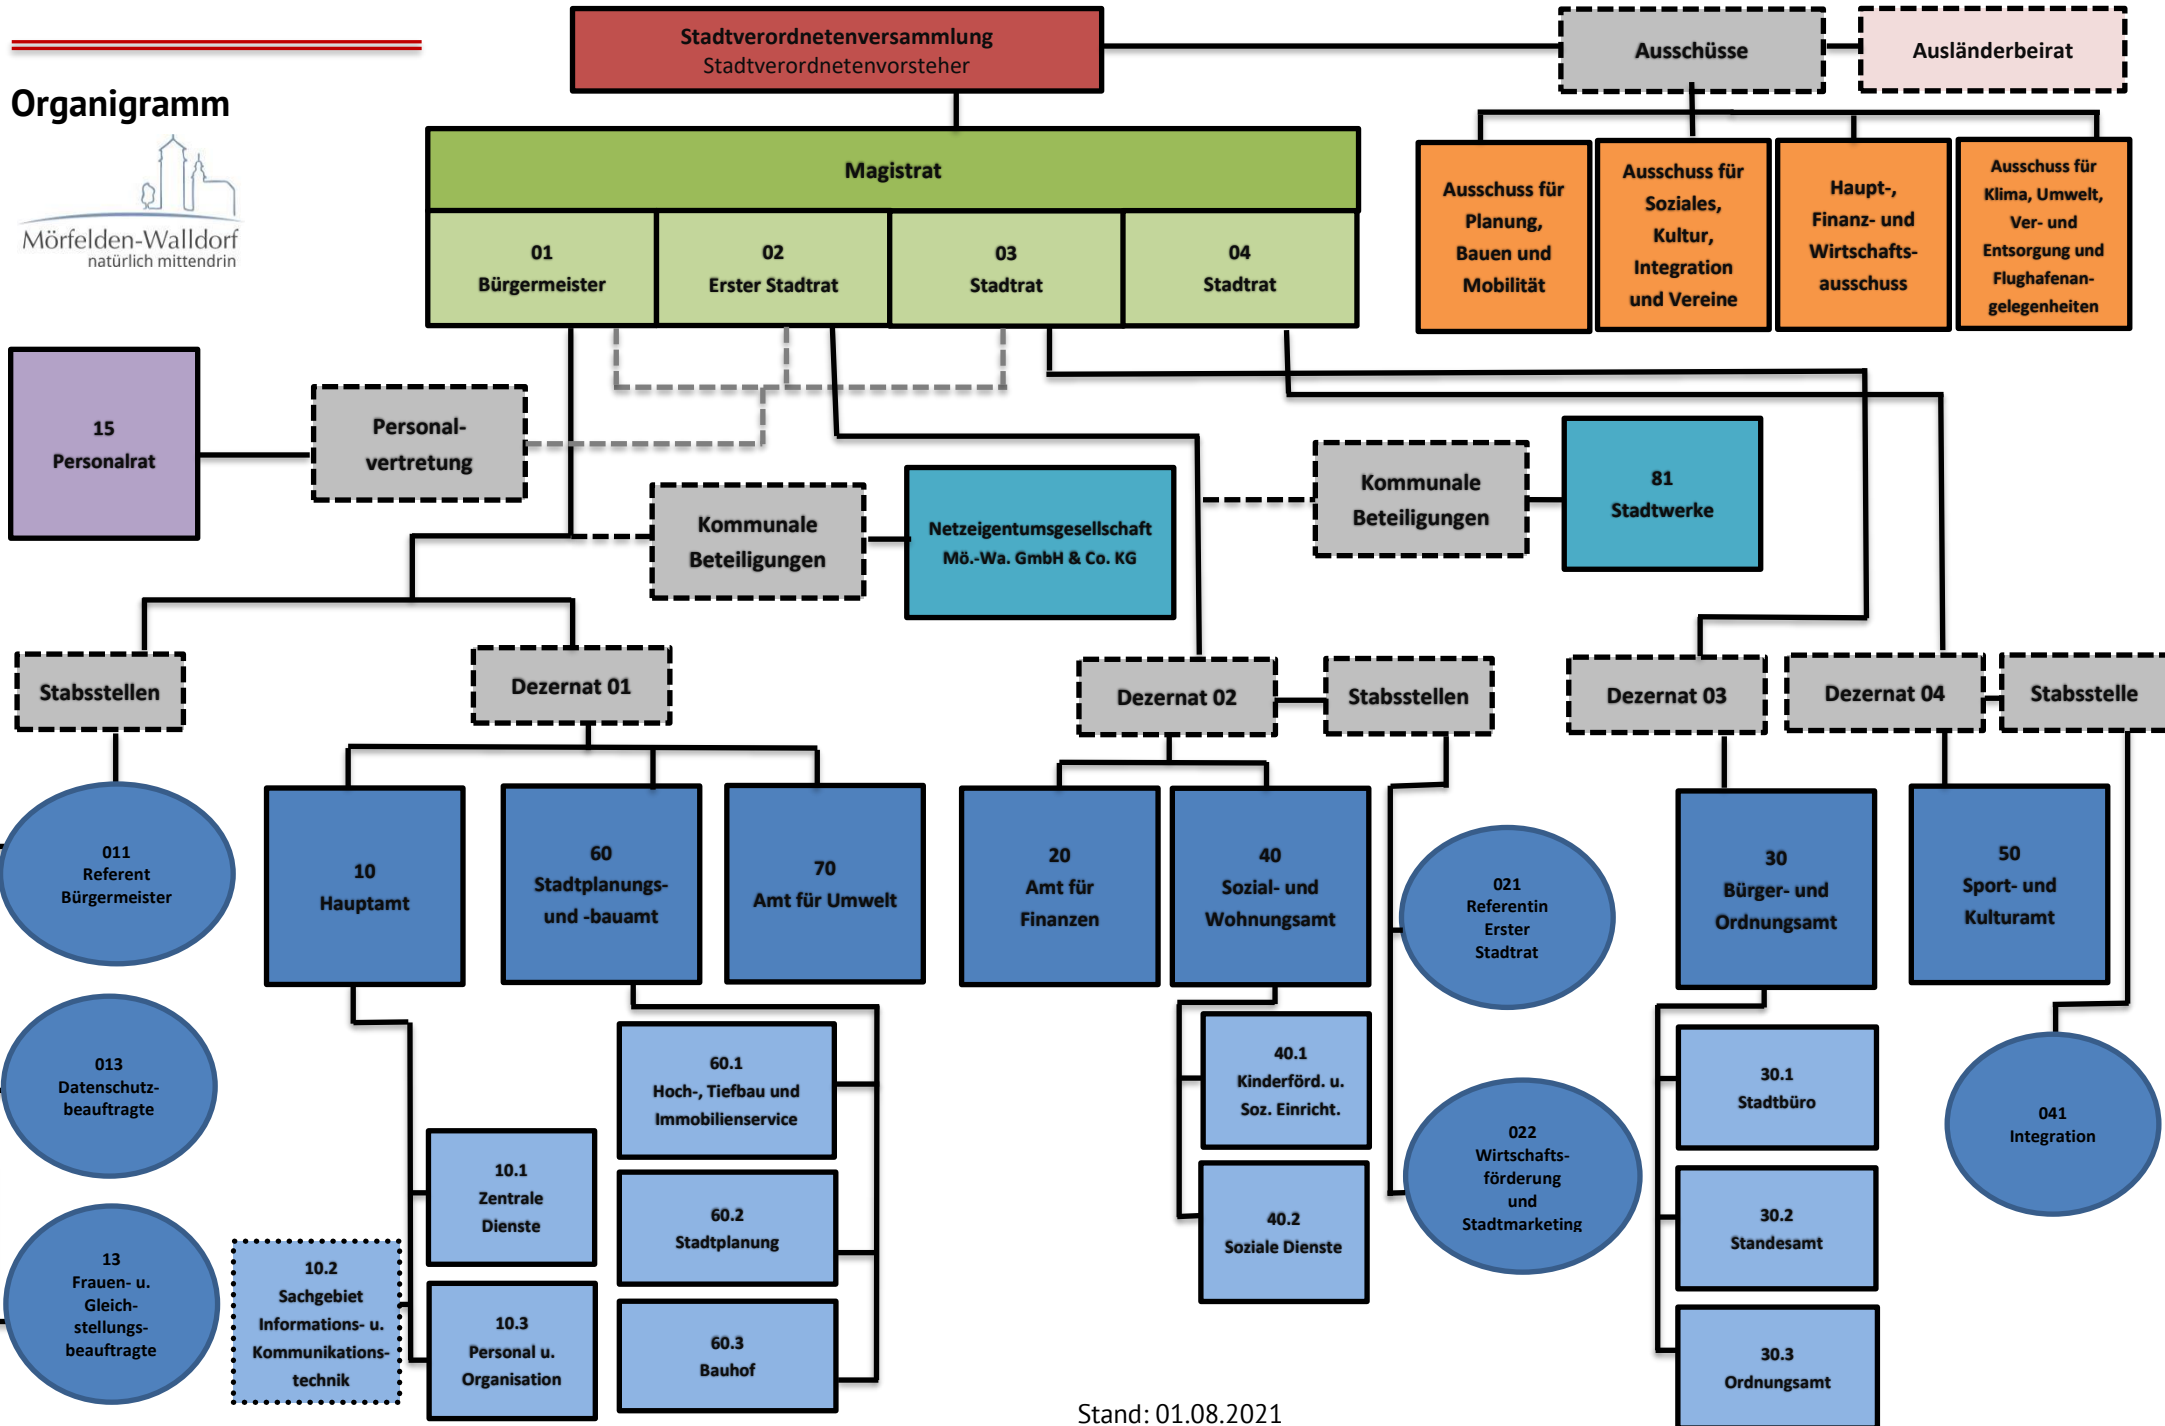 Organigramm
Mörfelden-Walldorf
natürlich mittendrin
Stadtverordnetenversammlung
Stadtverordnetenvorsteher
Ausschüsse
Ausländerbeirat
Magistrat
01
Bürgermeister
02
Erster Stadtrat
03
Stadtrat
04
Stadtrat
Ausschuss für
Planung,
Bauen und
Mobilität
Ausschuss für
Soziales,
Kultur,
Integration
und Vereine
Haupt-,
Finanz- und
Wirtschafts-
ausschuss
Ausschuss für
Klima, Umwelt,
Ver- und
Entsorgung und
Flughafenan-
gelegenheiten
15
Personalrat
Personal-
vertretung
Kommunale
Beteiligungen
Netzeigentumsgesellschaft
Mö.-Wa. GmbH & Co. KG
Kommunale
Beteiligungen
81
Stadtwerke
Stabsstellen
Dezernat 01
Dezernat 02
Stabsstellen
Dezernat 03
Dezernat 04
Stabsstelle
011
Referent
Bürgermeister
10
Hauptamt
60
Stadtplanungs-
und -bauamt
70
Amt für Umwelt
20
Amt für
Finanzen
40
Sozial- und
Wohnungsamt
021
Referentin
Erster
Stadtrat
30
Bürger- und
Ordnungsamt
50
Sport- und
Kulturamt
013
Datenschutz-
beauftragte
60.1
Hoch-, Tiefbau und
Immobilienservice
40.1
Kinderförd. u.
Soz. Einricht.
30.1
Stadtbüro
041
Integration
10.1
Zentrale
Dienste
60.2
Stadtplanung
40.2
Soziale Dienste
022
Wirtschafts-
förderung
und
Stadtmarketing
30.2
Standesamt
13
Frauen- u.
Gleich-
stellungs-
beauftragte
10.2
Sachgebiet
Informations- u.
Kommunikations-
technik
10.3
Personal u.
Organisation
60.3
Bauhof
30.3
Ordnungsamt
Stand: 01.08.2021